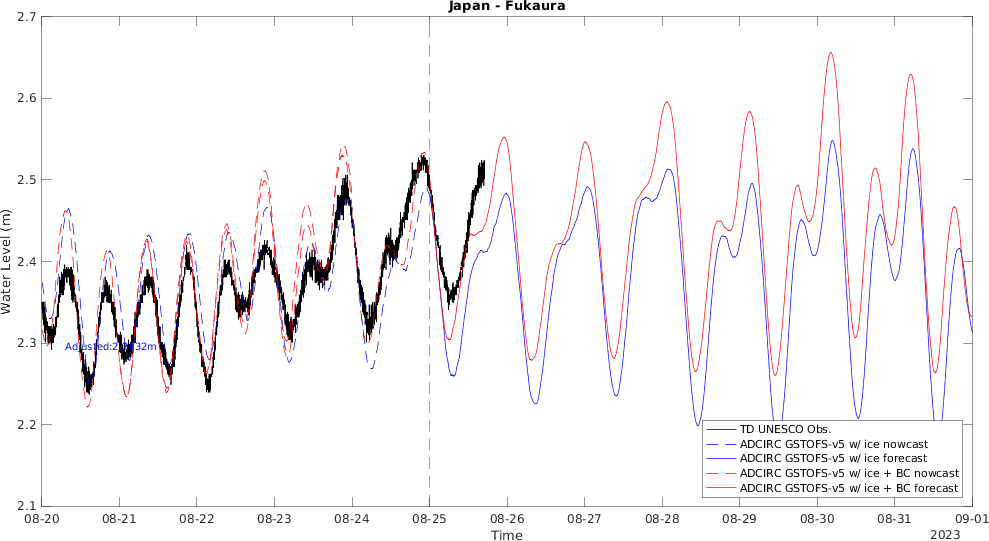 Japan - Fukaura
2.7
2.6
2.5
2.4
2.3
2.2
2.1
Water Level (m)
TD UNESCO Obs.
ADCIRC GSTOFS-v5 w/ ice nowcast
ADCIRC GSTOFS-v5 w/ ice forecast
ADCIRC GSTOFS-v5 w/ ice + BC nowcast
ADCIRC GSTOFS-v5 w/ ice + BC forecast
08-20 08-21 08-22 08-23 08-24 08-25 08-26 08-27 08-28 08-29 08-30 08-31 09-01
Time
2023